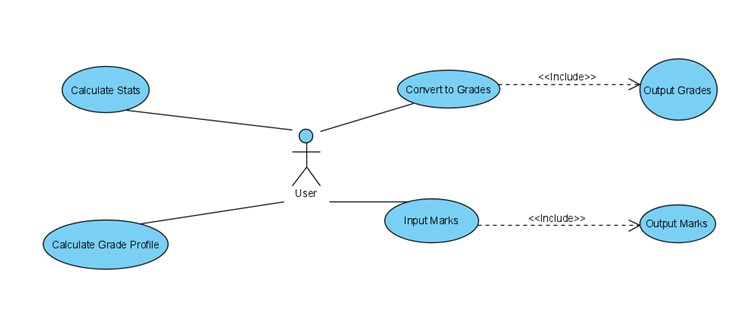 <<Include>>
Calculate Stats
Convert to Grades
Output Grades
User
<<Include>>
Input Marks
Output Marks
Calculate Grade Profile